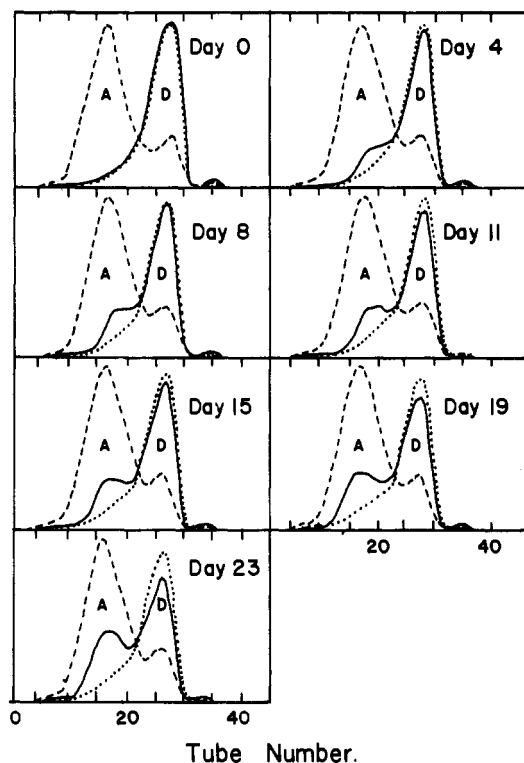 Day 0
A D
Day 4
A D
Day 8
A D
Day 11
A D
Day 15
A D
Day 19
A D
20 40
Day 23
A D
0 20 40
Tube Number.